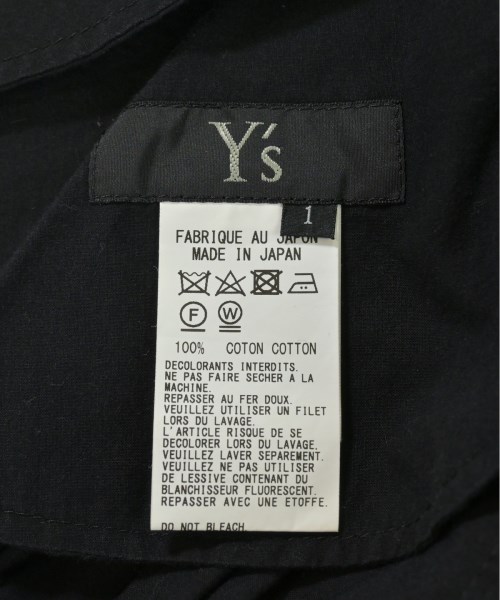 Y's
1
FABRIQUE AU JAPON
MADE IN JAPAN
F W
100% COTON COTTON
DECOLORANTS INTERDITS.
NE PAS FAIRE SECHER A LA
MACHINE.
REPASSER AU FER DOUX.
VEUILLEZ UTILISER UN FILET
LORS DU LAVAGE.
L'ARTICLE RISQUE DE SE
DECOLORER LORS DU LAVAGE.
VEUILLEZ LAVER SEPAREMENT.
VEUILLEZ NE PAS UTILISER
DE LESSIVE CONTENANT DU
BLANCHISSEUR FLUORESCENT.
REPASSER AVEC UNE ETOFFE.
DO NOT BLEACH.